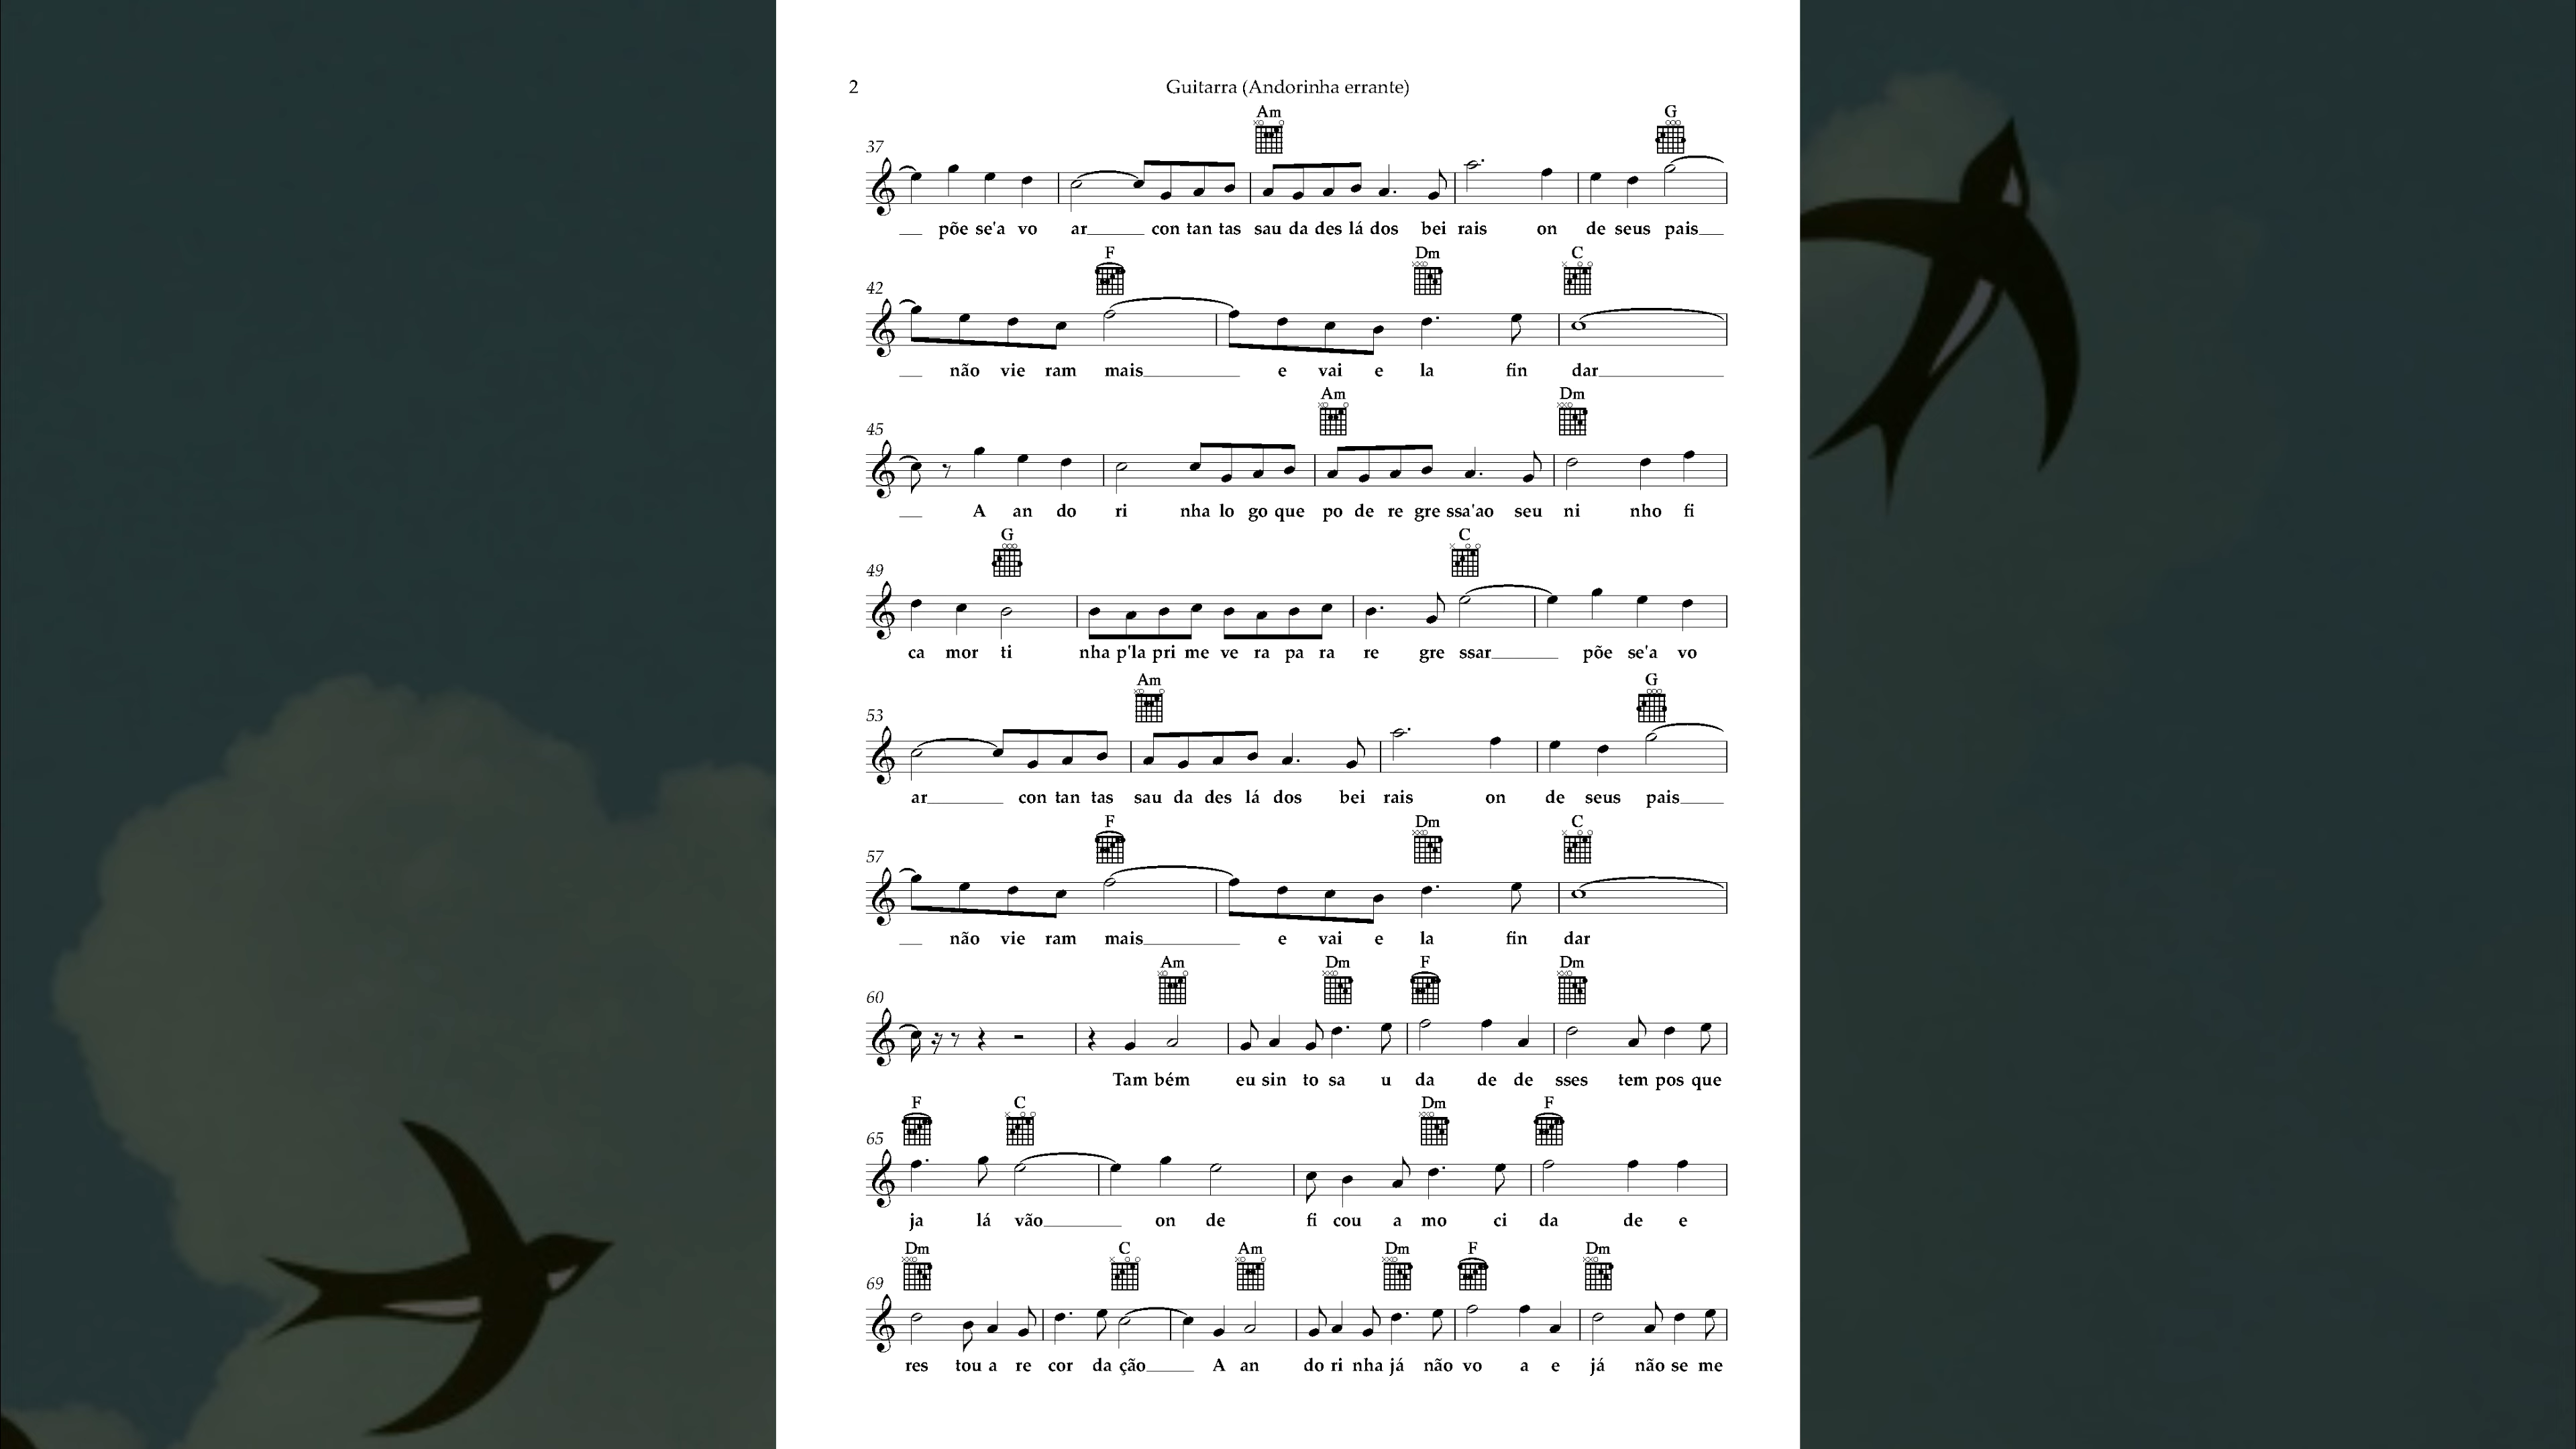 2 Guitarra (Andorinha errante)
Am G
37
põe se'a vo ar con tan tas sau da des lá dos bei rais on de seus pais
F Dm C
42
não vie ram mais e vai e la fin dar
Am Dm
45
A an do ri nha lo go que po de re gre ssa'ao seu ni nho fi
G C
49
ca mor ti nha p'la pri me ve ra pa ra re gre ssar põe se'a vo
Am G
53
ar con tan tas sau da des lá dos bei rais on de seus pais
F Dm C
57
não vie ram mais e vai e la fin dar
Am Dm F Dm
60
Tam bém eu sin to sa u da de de sses tem pos que
F C Dm F
65
ja lá vão on de fi cou a mo ci da de e
Dm C Am Dm F Dm
69
res tou a re cor da ção A an do ri nha já não vo a e já não se me